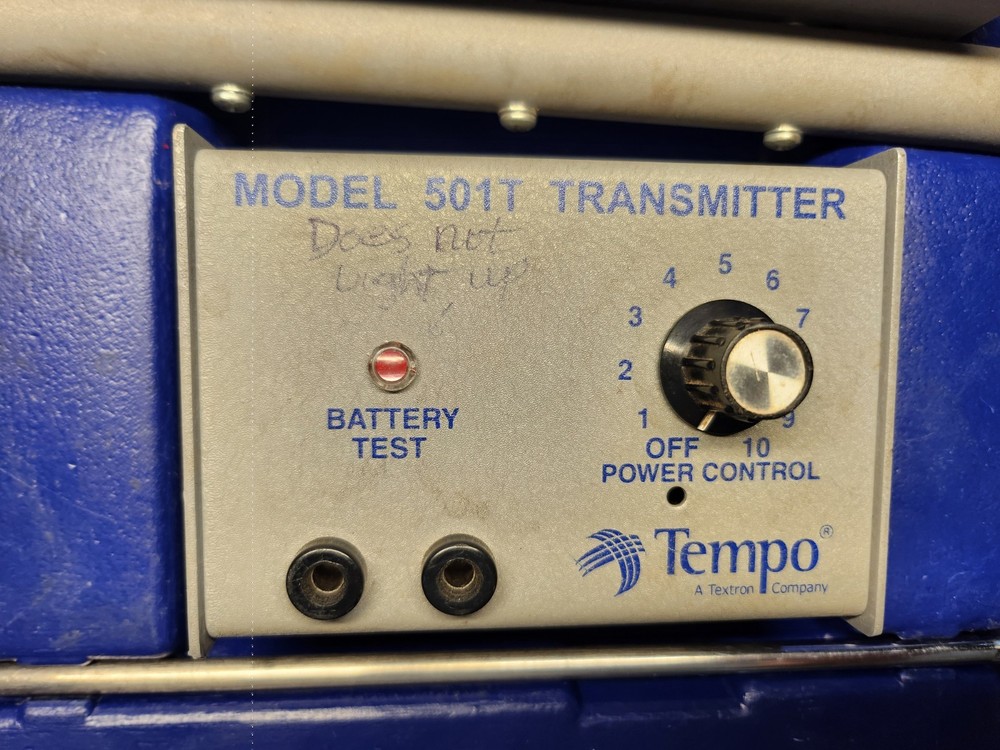 MODEL 501T TRANSMITTER
Does not
Light up
5
4 6
3 7
2
1 9
OFF 10
POWER CONTROL
BATTERY
TEST
Tempo®
A Textron Company